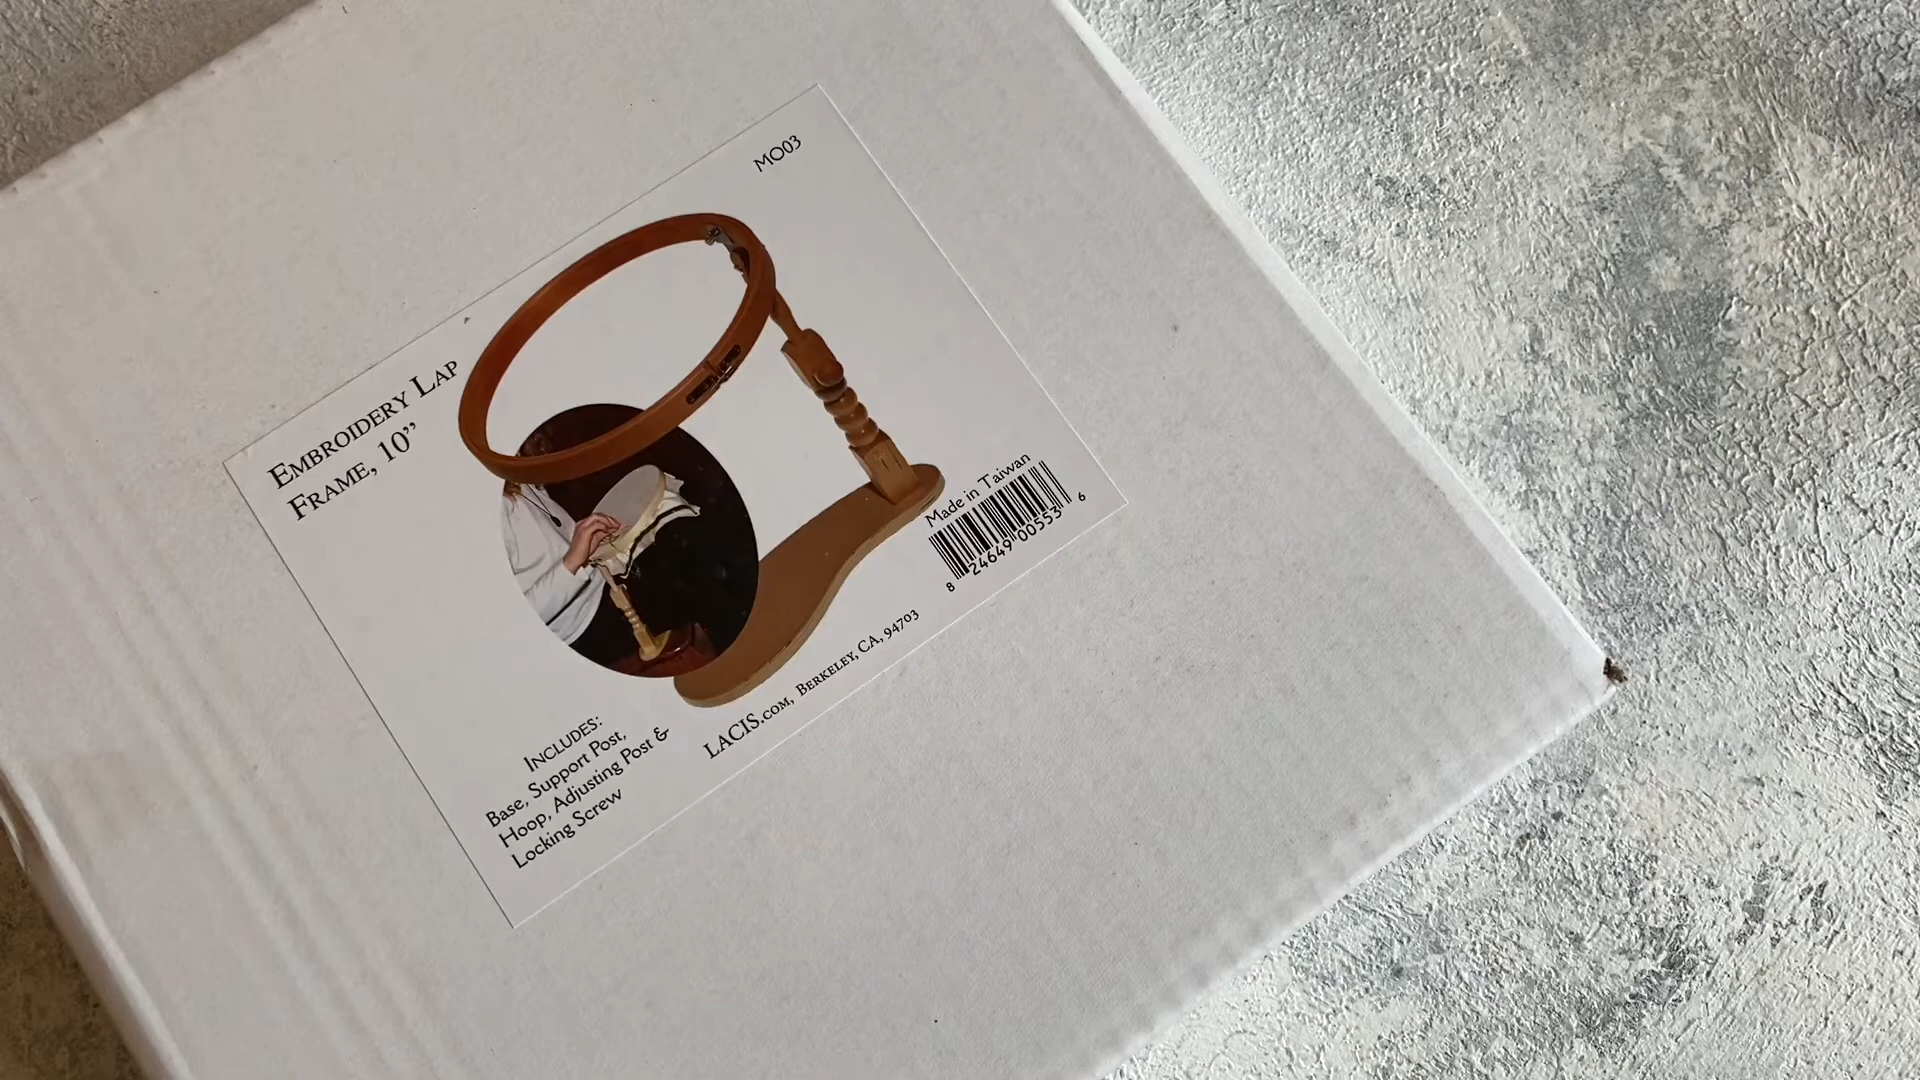 MO03
EMBROIDERY LAP
FRAME, 10”
Made in Taiwan
8 24649 00553 6
INCLUDES:
Base, Support Post,
Hoop, Adjusting Post &
Locking Screw
LACIS.COM, BERKELEY, CA, 94703